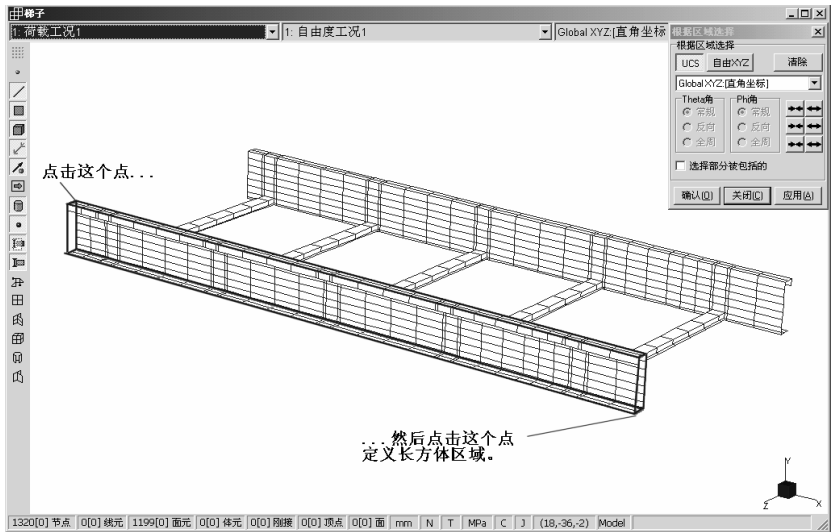 梯子
1: 荷载工况1
1: 自由度工况1
Global XYZ:[直角坐标
根据区域选择
根据区域选择
UCS
自由XYZ
清除
Global XYZ:[直角坐标]
Theta角
Phi角
常规
常规
反向
反向
全周
全周
选择部分被包括的
确认(O)
关闭(C)
应用(A)
点击这个点...
...然后点击这个点
定义长方体区域。
Y
Z
X
1320[0] 节点 0[0] 线元 1199[0] 面元 0[0] 体元 0[0] 刚接 0[0] 顶点 0[0] 面 mm N T MPa C J (18,-36,-2) Model